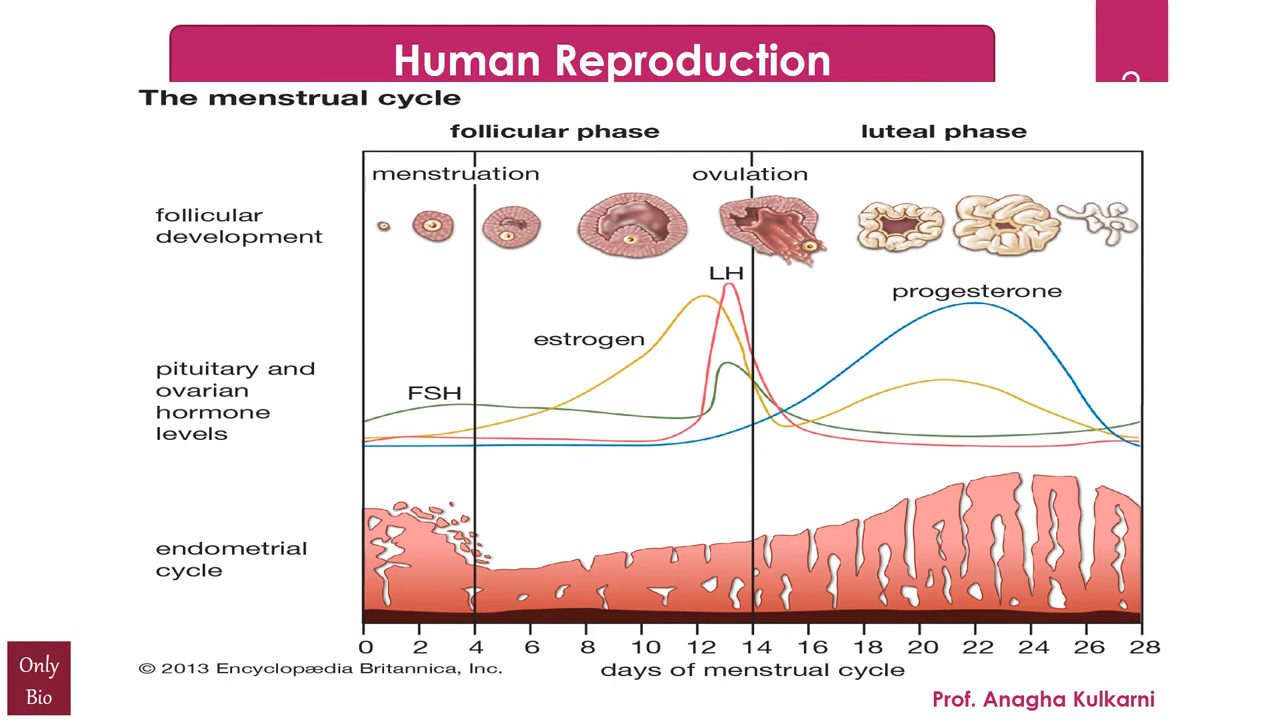 Human Reproduction
The menstrual cycle
follicular phase
luteal phase
menstruation
ovulation
follicular
development
LH
progesterone
estrogen
pituitary and
ovarian
hormone
levels
FSH
endometrial
cycle
0 2 4 6 8 10 12 14 16 18 20 22 24 26 28
© 2013 Encyclopædia Britannica, Inc.
days of menstrual cycle
Only
Bio
Prof. Anagha Kulkarni